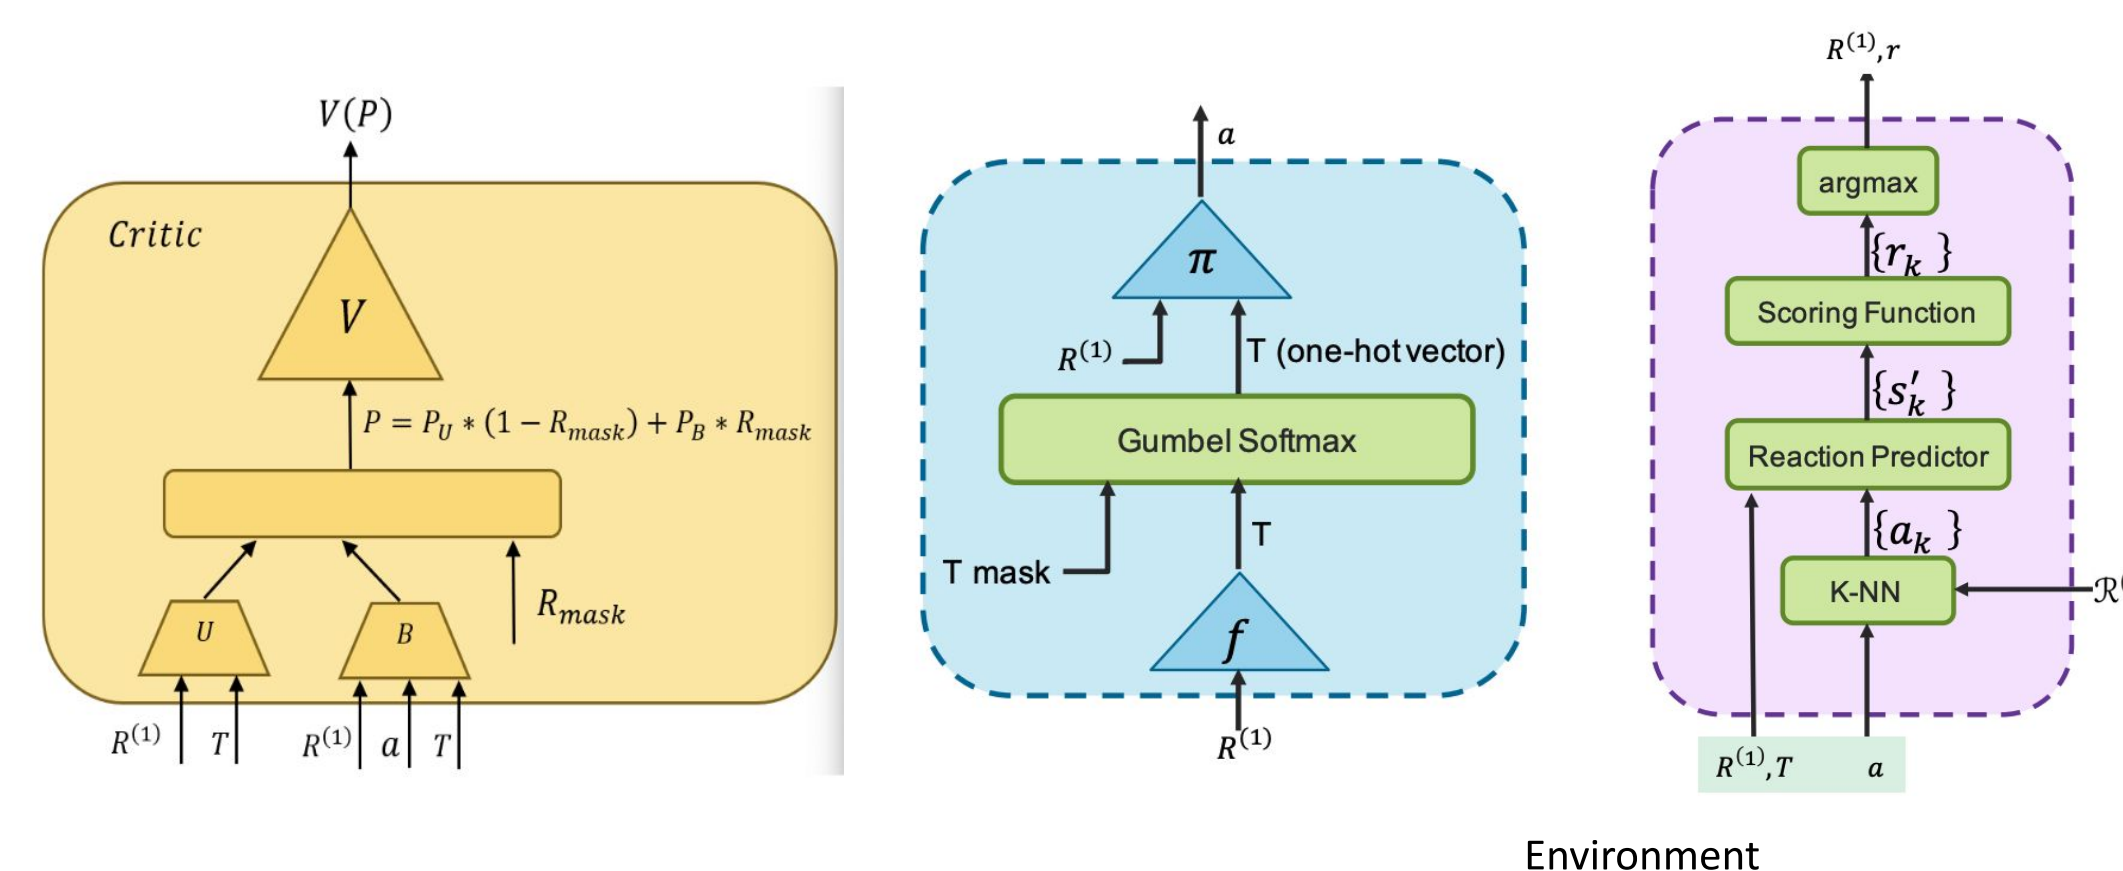 V(P)
Critic
V
P = P_U * (1 − R_mask) + P_B * R_mask
U
B
R_mask
R^(1)
T
R^(1)
a
T
a
π
R^(1)
T (one-hot vector)
Gumbel Softmax
T
T mask
f
R^(1)
R^(1), r
argmax
{r_k }
Scoring Function
{s′_k }
Reaction Predictor
{a_k }
K-NN
ℛ
R^(1), T
a
Environment